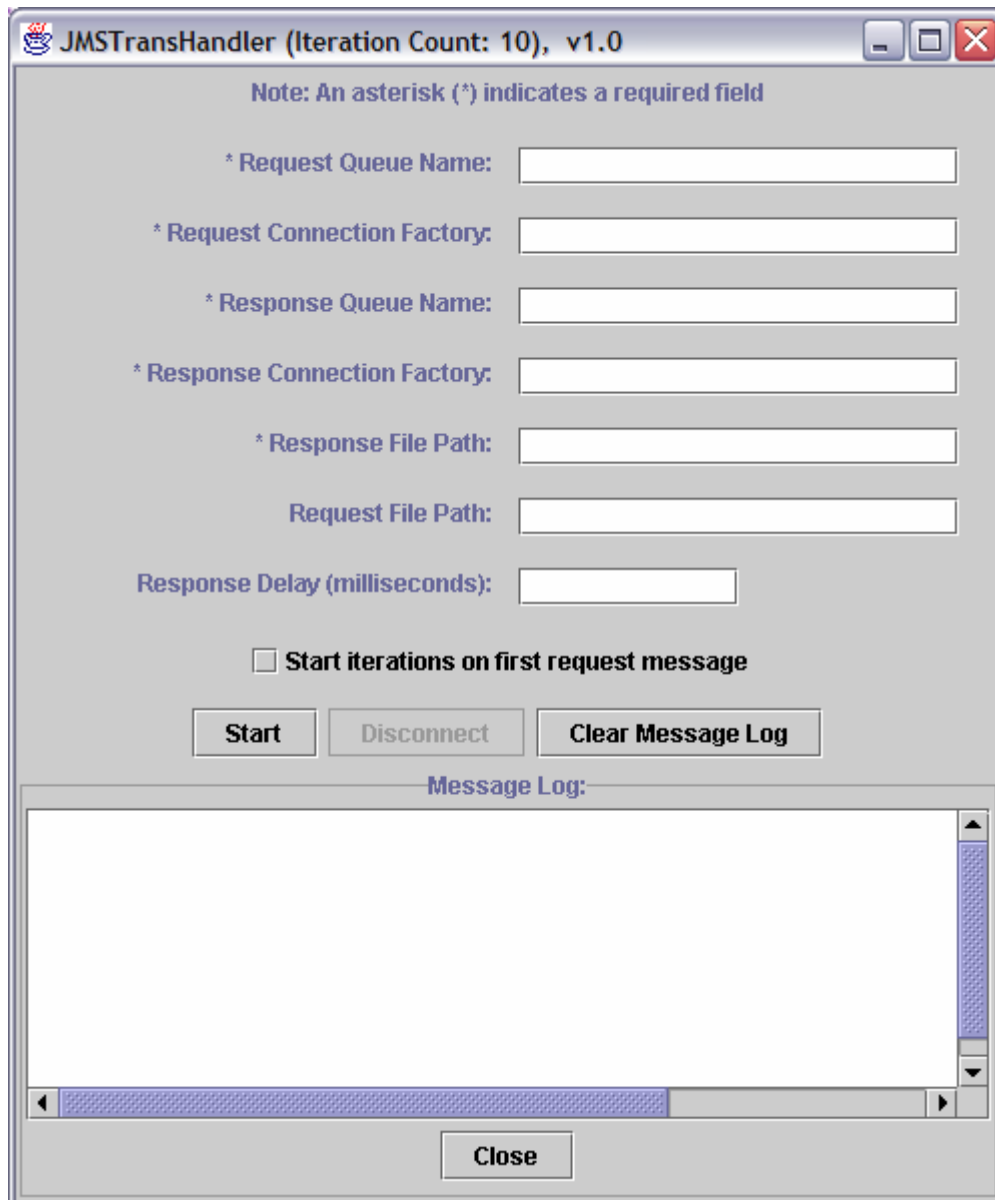 JMSTransHandler (Iteration Count: 10), v1.0
Note: An asterisk (*) indicates a required field
* Request Queue Name:
* Request Connection Factory:
* Response Queue Name:
* Response Connection Factory:
* Response File Path:
Request File Path:
Response Delay (milliseconds):
Start iterations on first request message
Start Disconnect Clear Message Log
Message Log:
Close